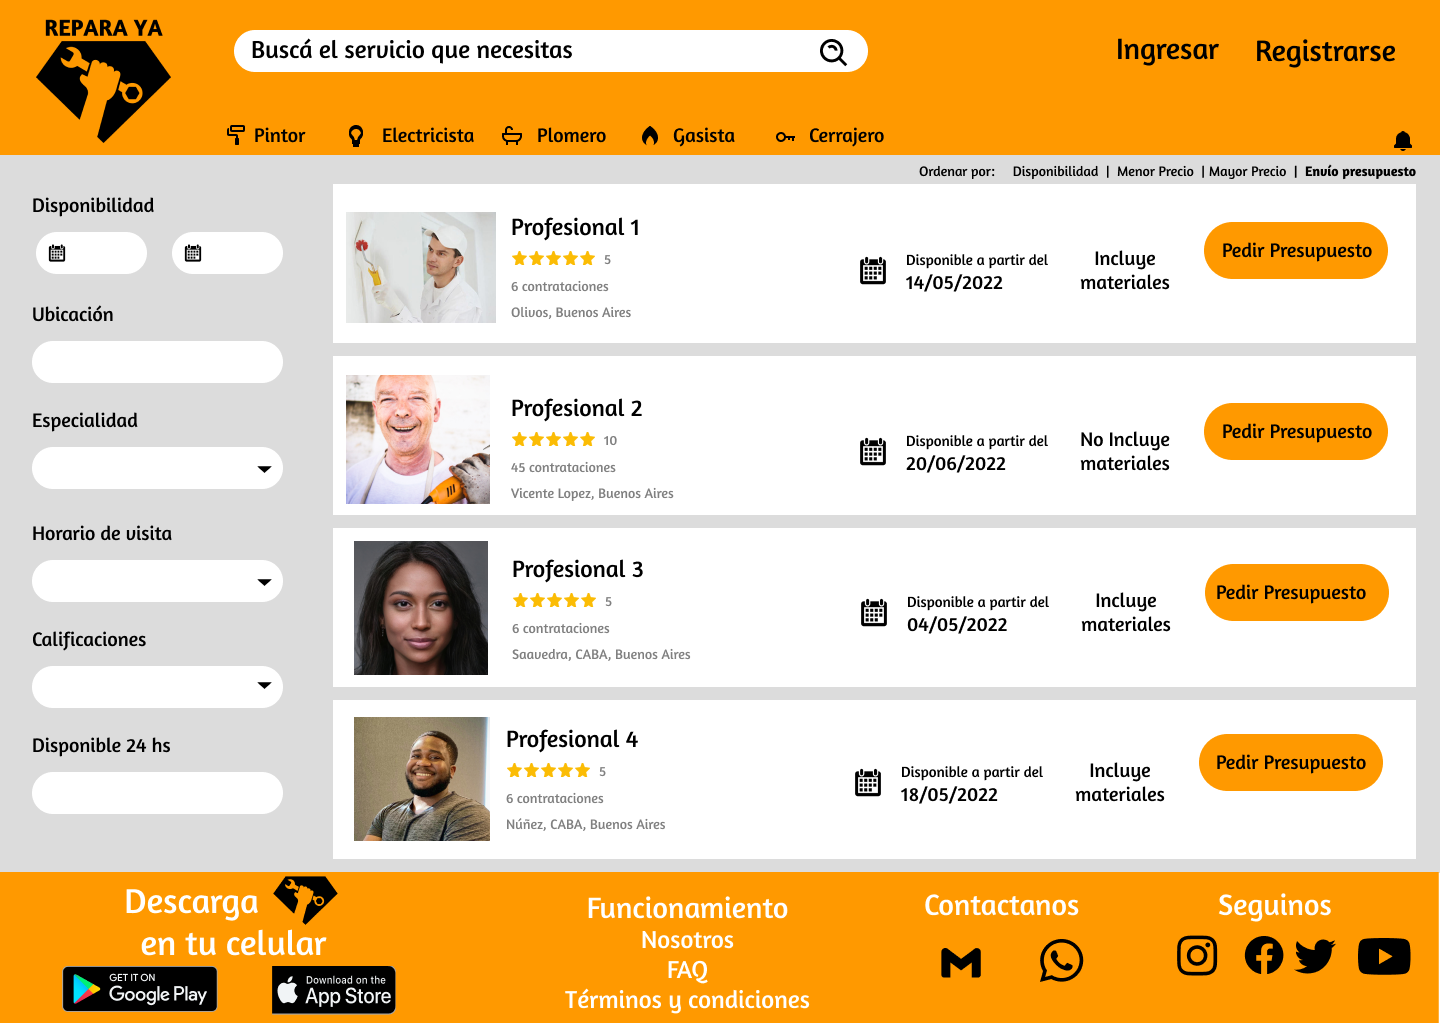 REPARA YA
Buscá el servicio que necesitas
Ingresar
Registrarse
Pintor
Electricista
Plomero
Gasista
Cerrajero
Ordenar por: Disponibilidad | Menor Precio | Mayor Precio | Envío presupuesto
Disponibilidad
Ubicación
Especialidad
Horario de visita
Calificaciones
Disponible 24 hs
Profesional 1
5
6 contrataciones
Olivos, Buenos Aires
Disponible a partir del
14/05/2022
Incluye
materiales
Pedir Presupuesto
Profesional 2
10
45 contrataciones
Vicente Lopez, Buenos Aires
Disponible a partir del
20/06/2022
No Incluye
materiales
Pedir Presupuesto
Profesional 3
5
6 contrataciones
Saavedra, CABA, Buenos Aires
Disponible a partir del
04/05/2022
Incluye
materiales
Pedir Presupuesto
Profesional 4
5
6 contrataciones
Núñez, CABA, Buenos Aires
Disponible a partir del
18/05/2022
Incluye
materiales
Pedir Presupuesto
Descarga
en tu celular
GET IT ON
Google Play
Download on the
App Store
Funcionamiento
Nosotros
FAQ
Términos y condiciones
Contactanos
Seguinos